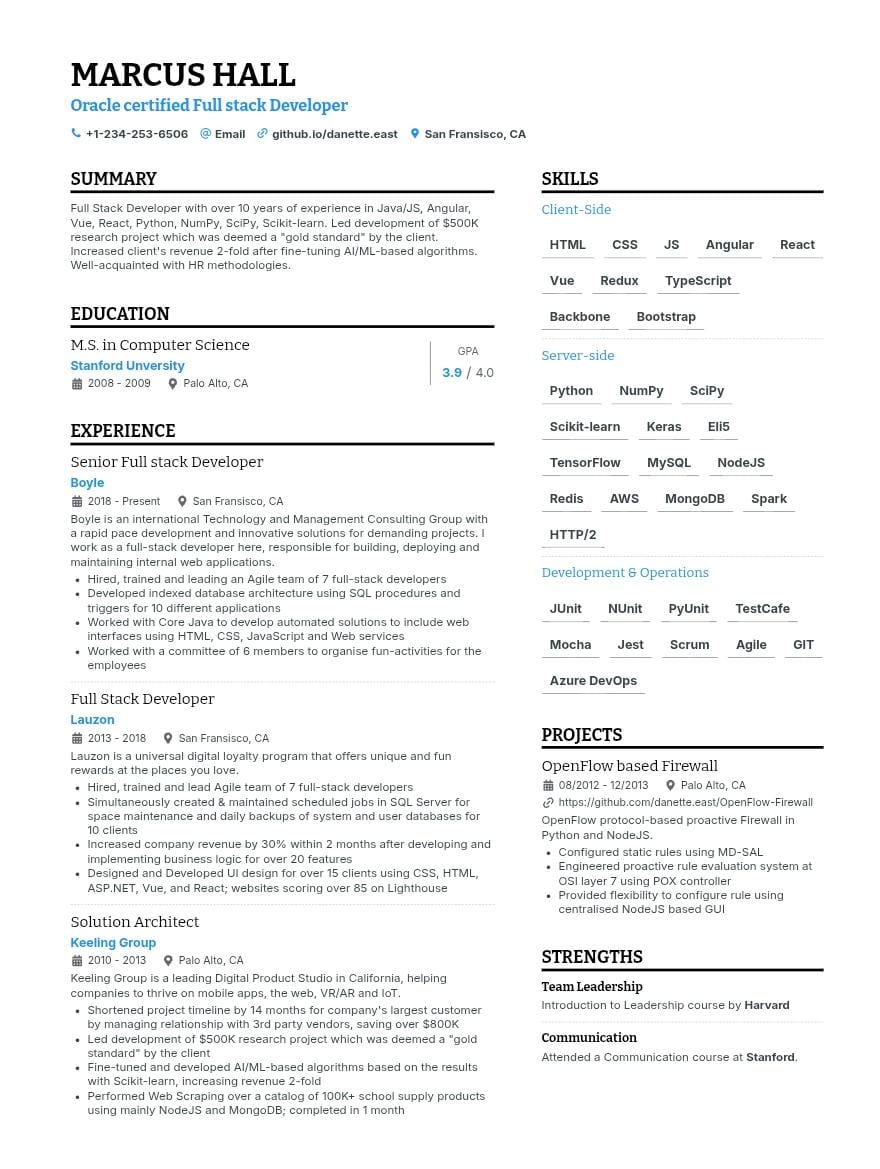 MARCUS HALL
Oracle certified Full stack Developer
+1-234-253-6506 Email github.io/danette.east San Fransisco, CA
SUMMARY
Full Stack Developer with over 10 years of experience in Java/JS, Angular,
Vue, React, Python, NumPy, SciPy, Scikit-learn. Led development of $500K
research project which was deemed a "gold standard" by the client.
Increased client's revenue 2-fold after fine-tuning AI/ML-based algorithms.
Well-acquainted with HR methodologies.
EDUCATION
M.S. in Computer Science
Stanford Unversity
2008 - 2009 Palo Alto, CA
GPA
3.9 / 4.0
EXPERIENCE
Senior Full stack Developer
Boyle
2018 - Present San Fransisco, CA
Boyle is an international Technology and Management Consulting Group with
a rapid pace development and innovative solutions for demanding projects. I
work as a full-stack developer here, responsible for building, deploying and
maintaining internal web applications.
• Hired, trained and leading an Agile team of 7 full-stack developers
• Developed indexed database architecture using SQL procedures and
triggers for 10 different applications
• Worked with Core Java to develop automated solutions to include web
interfaces using HTML, CSS, JavaScript and Web services
• Worked with a committee of 6 members to organise fun-activities for the
employees
Full Stack Developer
Lauzon
2013 - 2018 San Fransisco, CA
Lauzon is a universal digital loyalty program that offers unique and fun
rewards at the places you love.
• Hired, trained and lead Agile team of 7 full-stack developers
• Simultaneously created & maintained scheduled jobs in SQL Server for
space maintenance and daily backups of system and user databases for
10 clients
• Increased company revenue by 30% within 2 months after developing and
implementing business logic for over 20 features
• Designed and Developed UI design for over 15 clients using CSS, HTML,
ASP.NET, Vue, and React; websites scoring over 85 on Lighthouse
Solution Architect
Keeling Group
2010 - 2013 Palo Alto, CA
Keeling Group is a leading Digital Product Studio in California, helping
companies to thrive on mobile apps, the web, VR/AR and IoT.
• Shortened project timeline by 14 months for company's largest customer
by managing relationship with 3rd party vendors, saving over $800K
• Led development of $500K research project which was deemed a "gold
standard" by the client
• Fine-tuned and developed AI/ML-based algorithms based on the results
with Scikit-learn, increasing revenue 2-fold
• Performed Web Scraping over a catalog of 100K+ school supply products
using mainly NodeJS and MongoDB; completed in 1 month
SKILLS
Client-Side
HTML CSS JS Angular React
Vue Redux TypeScript
Backbone Bootstrap
Server-side
Python NumPy SciPy
Scikit-learn Keras Eli5
TensorFlow MySQL NodeJS
Redis AWS MongoDB Spark
HTTP/2
Development & Operations
JUnit NUnit PyUnit TestCafe
Mocha Jest Scrum Agile GIT
Azure DevOps
PROJECTS
OpenFlow based Firewall
08/2012 - 12/2013 Palo Alto, CA
https://github.com/danette.east/OpenFlow-Firewall
OpenFlow protocol-based proactive Firewall in
Python and NodeJS.
• Configured static rules using MD-SAL
• Engineered proactive rule evaluation system at
OSI layer 7 using POX controller
• Provided flexibility to configure rule using
centralised NodeJS based GUI
STRENGTHS
Team Leadership
Introduction to Leadership course by Harvard
Communication
Attended a Communication course at Stanford.